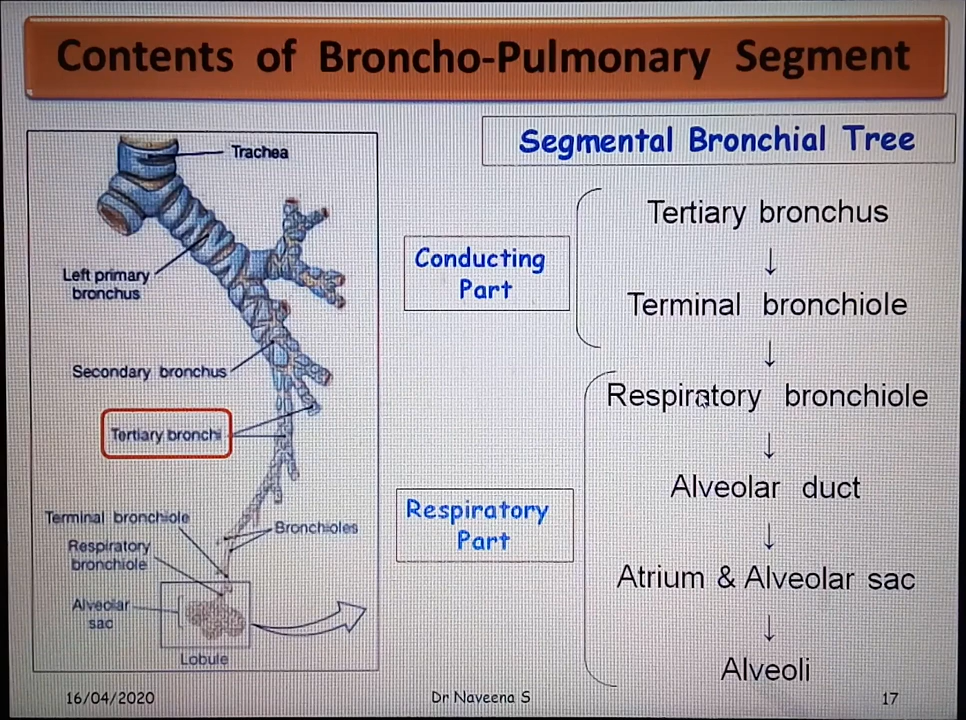 Contents of Broncho-Pulmonary Segment
Segmental Bronchial Tree
Trachea
Left primary
bronchus
Secondary bronchus
Tertiary bronchi
Terminal bronchiole
Bronchioles
Respiratory
bronchiole
Alveolar
sac
Lobule
Conducting
Part
Respiratory
Part
Tertiary bronchus
↓
Terminal bronchiole
↓
Respiratory bronchiole
↓
Alveolar duct
↓
Atrium & Alveolar sac
↓
Alveoli
16/04/2020
Dr Naveena S
17